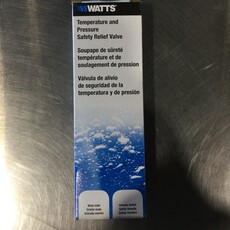 WATTS
Temperature and
Pressure
Safety Relief Valve
Soupape de sûreté
température et de
soulagement de pression
Válvula de alivio
de seguridad de la
temperatura y de presión